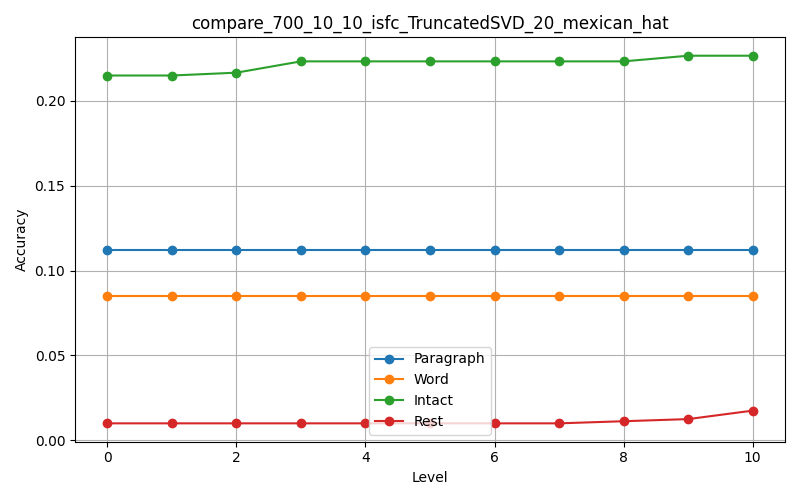 compare_700_10_10_isfc_TruncatedSVD_20_mexican_hat
Accuracy
0.20
0.15
0.10
0.05
0.00
Paragraph
Word
Intact
Rest
0 2 4 6 8 10
Level